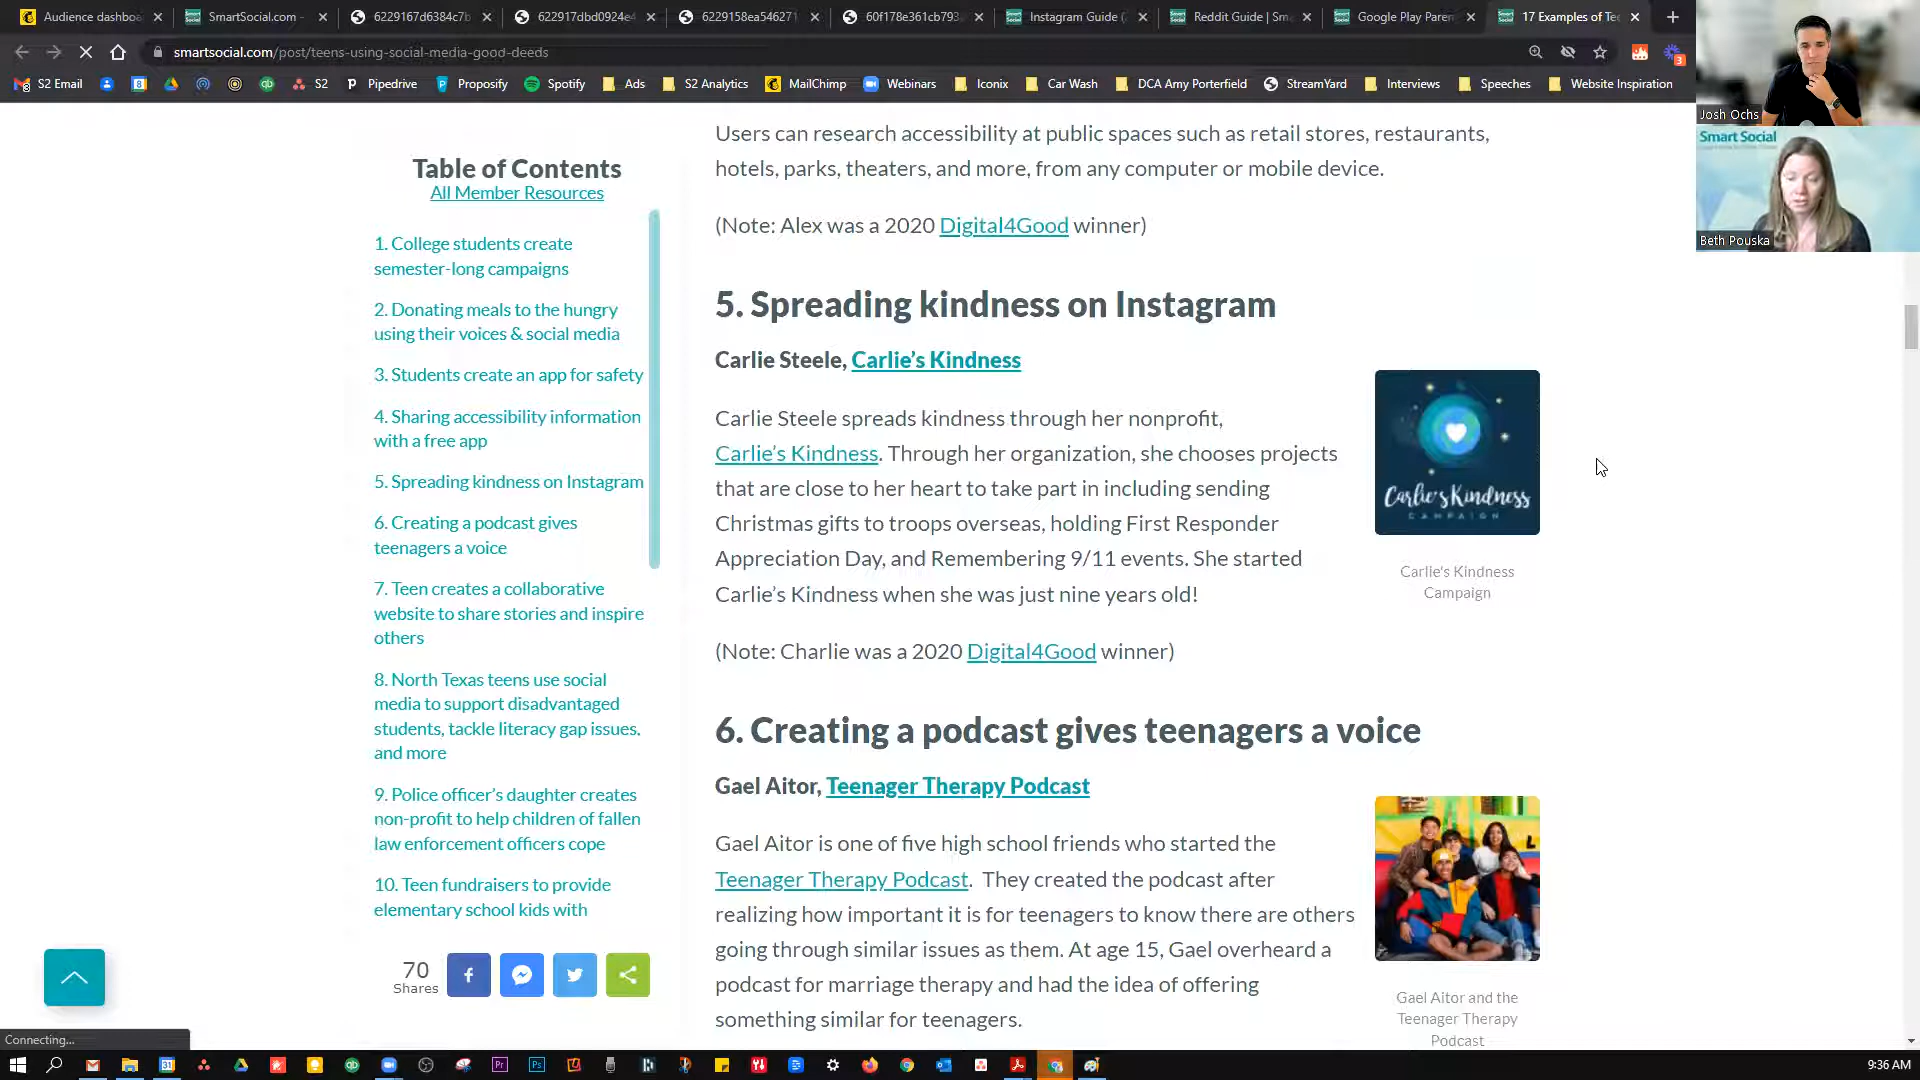 Audience dashboa
SmartSocial.com -
6229167d6384c7b
622917dbd0924e4
6229158ea546271
60f178e361cb793
Instagram Guide (
Reddit Guide | Sm
Google Play Paren
17 Examples of Te
smartsocial.com/post/teens-using-social-media-good-deeds
3
S2 Email
S2
Pipedrive
Proposify
Spotify
Ads
S2 Analytics
MailChimp
Webinars
Iconix
Car Wash
DCA Amy Porterfield
StreamYard
Interviews
Speeches
Website Inspiration
Josh Ochs
Smart Social
Beth Pouska
Table of Contents
All Member Resources
1. College students create
semester-long campaigns
2. Donating meals to the hungry
using their voices & social media
3. Students create an app for safety
4. Sharing accessibility information
with a free app
5. Spreading kindness on Instagram
6. Creating a podcast gives
teenagers a voice
7. Teen creates a collaborative
website to share stories and inspire
others
8. North Texas teens use social
media to support disadvantaged
students, tackle literacy gap issues,
and more
9. Police officer's daughter creates
non-profit to help children of fallen
law enforcement officers cope
10. Teen fundraisers to provide
elementary school kids with
70
Shares
Users can research accessibility at public spaces such as retail stores, restaurants,
hotels, parks, theaters, and more, from any computer or mobile device.
(Note: Alex was a 2020 Digital4Good winner)
5. Spreading kindness on Instagram
Carlie Steele, Carlie's Kindness
Carlie Steele spreads kindness through her nonprofit,
Carlie's Kindness. Through her organization, she chooses projects
that are close to her heart to take part in including sending
Christmas gifts to troops overseas, holding First Responder
Appreciation Day, and Remembering 9/11 events. She started
Carlie's Kindness when she was just nine years old!
Carlie's Kindness
CAMPAIGN
Carlie's Kindness
Campaign
(Note: Charlie was a 2020 Digital4Good winner)
6. Creating a podcast gives teenagers a voice
Gael Aitor, Teenager Therapy Podcast
Gael Aitor is one of five high school friends who started the
Teenager Therapy Podcast. They created the podcast after
realizing how important it is for teenagers to know there are others
going through similar issues as them. At age 15, Gael overheard a
podcast for marriage therapy and had the idea of offering
something similar for teenagers.
Gael Aitor and the
Teenager Therapy
Podcast
Connecting...
9:36 AM